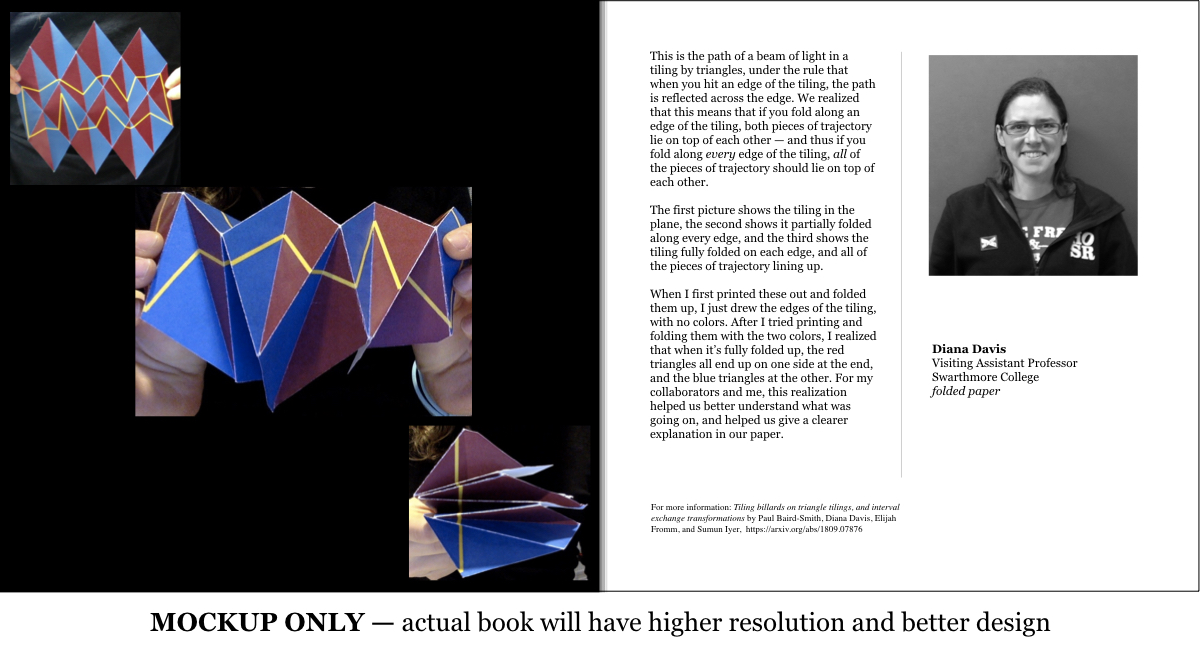 This is the path of a beam of light in a
tiling by triangles, under the rule that
when you hit an edge of the tiling, the path
is reflected across the edge. We realized
that this means that if you fold along an
edge of the tiling, both pieces of trajectory
lie on top of each other — and thus if you
fold along every edge of the tiling, all of
the pieces of trajectory should lie on top of
each other.
The first picture shows the tiling in the
plane, the second shows it partially folded
along every edge, and the third shows the
tiling fully folded on each edge, and all of
the pieces of trajectory lining up.
When I first printed these out and folded
them up, I just drew the edges of the tiling,
with no colors. After I tried printing and
folding them with the two colors, I realized
that when it's fully folded up, the red
triangles all end up on one side at the end,
and the blue triangles at the other. For my
collaborators and me, this realization
helped us better understand what was
going on, and helped us give a clearer
explanation in our paper.
For more information: Tiling billards on triangle tilings, and interval
exchange transformations by Paul Baird-Smith, Diana Davis, Elijah
Fromm, and Sumun Iyer, https://arxiv.org/abs/1809.07876
Diana Davis
Visiting Assistant Professor
Swarthmore College
folded paper
MOCKUP ONLY — actual book will have higher resolution and better design